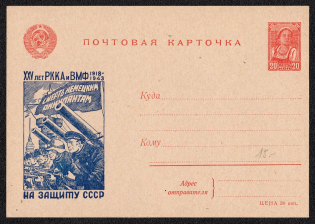 ПОЧТОВАЯ КАРТОЧКА
20 20
XXV ЛЕТ РККА и ВМФ 1918-1943
СМЕРТЬ НЕМЕЦКИМ
ОККУПАНТАМ
НА ЗАЩИТУ СССР
Куда
Кому
Адрес
отправителя
ЦЕНА 20 коп.